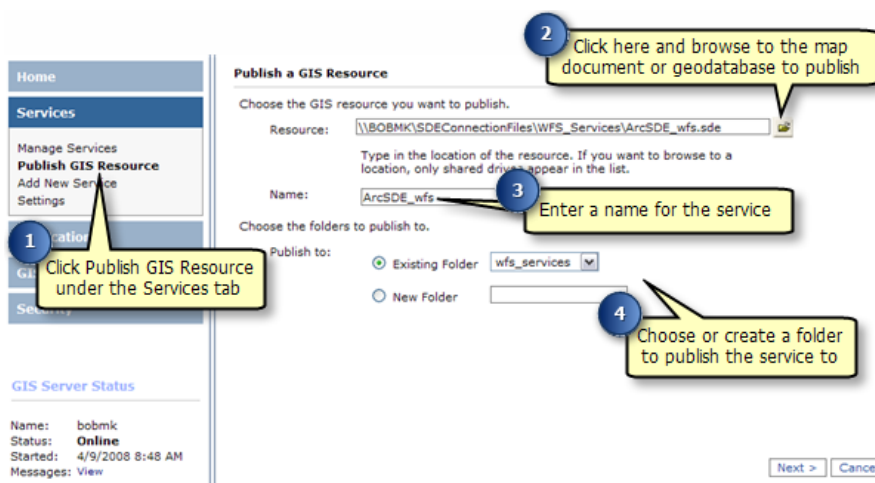 2
Click here and browse to the map
document or geodatabase to publish
Home
Services
Manage Services
Publish GIS Resource
Add New Service
Settings
1
Click Publish GIS Resource
under the Services tab
Security
GIS Server Status
Name: bobmk
Status: Online
Started: 4/9/2008 8:48 AM
Messages: View
Publish a GIS Resource
Choose the GIS resource you want to publish.
Resource: \\BOBMK\SDEConnectionFiles\WFS_Services\ArcSDE_wfs.sde
Type in the location of the resource. If you want to browse to a
location, only shared drives appear in the list.
Name: ArcSDE_wfs
3
Enter a name for the service
Choose the folders to publish to.
Publish to:
Existing Folder wfs_services
New Folder
4
Choose or create a folder
to publish the service to
Next > Cance